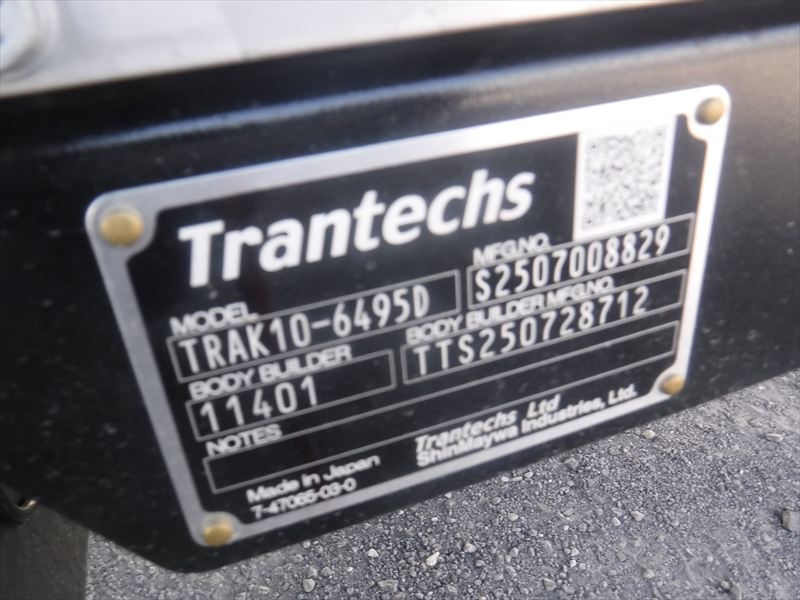 Trantechs
MODEL
TRAK10-6495D
MFG.NO.
S2507008829
BODY BUILDER
11401
BODY BUILDER MFG.NO.
TTS250728712
NOTES
Made in Japan
7-47065-03-0
Trantechs Ltd
ShinMaywa Industries, Ltd.